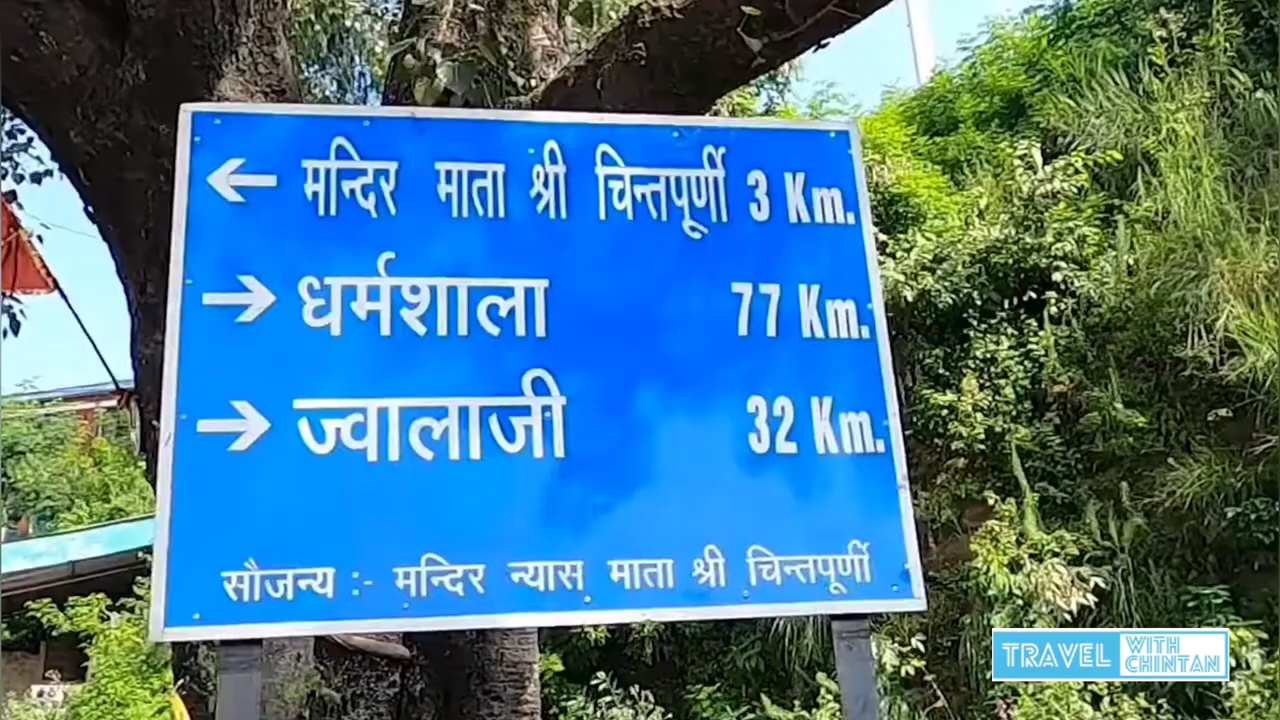 ← मन्दिर माता श्री चिन्तपूर्णी 3 Km.
→ धर्मशाला 77 Km.
→ ज्वालाजी 32 Km.
सौजन्य :- मन्दिर न्यास माता श्री चिन्तपूर्णी
TRAVEL WITH CHINTAN